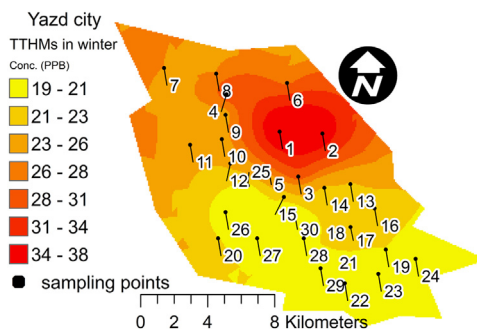 Yazd city
TTHMs in winter
Conc. (PPB)
19 - 21
21 - 23
23 - 26
26 - 28
28 - 31
31 - 34
34 - 38
sampling points
N
7
8
6
4
9
1
2
11
10
12
25
5
3
14
13
15
16
26
30
18
17
20
27
28
21
19
24
29
22
23
0 2 4 8 Kilometers